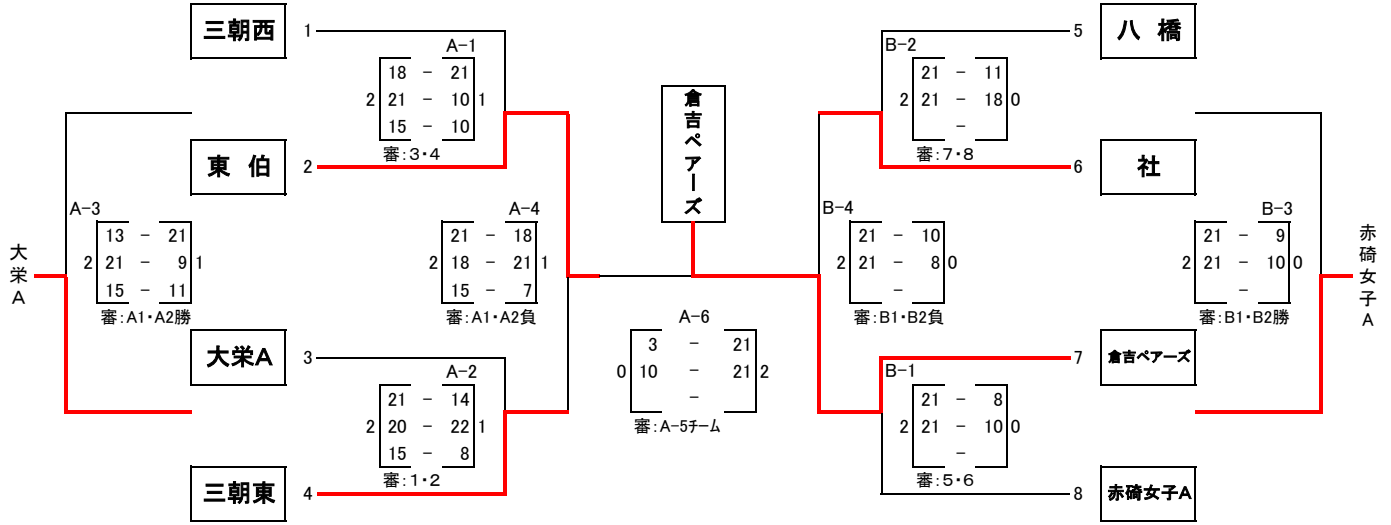 三朝西 1
A-1
18 - 21
2 21 - 10 1
15 - 10
審:3・4
東 伯 2
A-3
13 - 21
2 21 - 9 1
15 - 11
審:A1・A2勝
大栄A
A-4
21 - 18
2 18 - 21 1
15 - 7
審:A1・A2負
大栄A 3
A-2
21 - 14
2 20 - 22 1
15 - 8
審:1・2
三朝東 4
倉吉ペアーズ
A-6
3 - 21
0 10 - 21 2
-
審:A-5チーム
5 八 橋
B-2
21 - 11
2 21 - 18 0
-
審:7・8
6 社
B-4
21 - 10
2 21 - 8 0
-
審:B1・B2負
B-3
21 - 9
2 21 - 10 0
-
審:B1・B2勝
赤碕女子A
7 倉吉ペアーズ
B-1
21 - 8
2 21 - 10 0
-
審:5・6
8 赤碕女子A